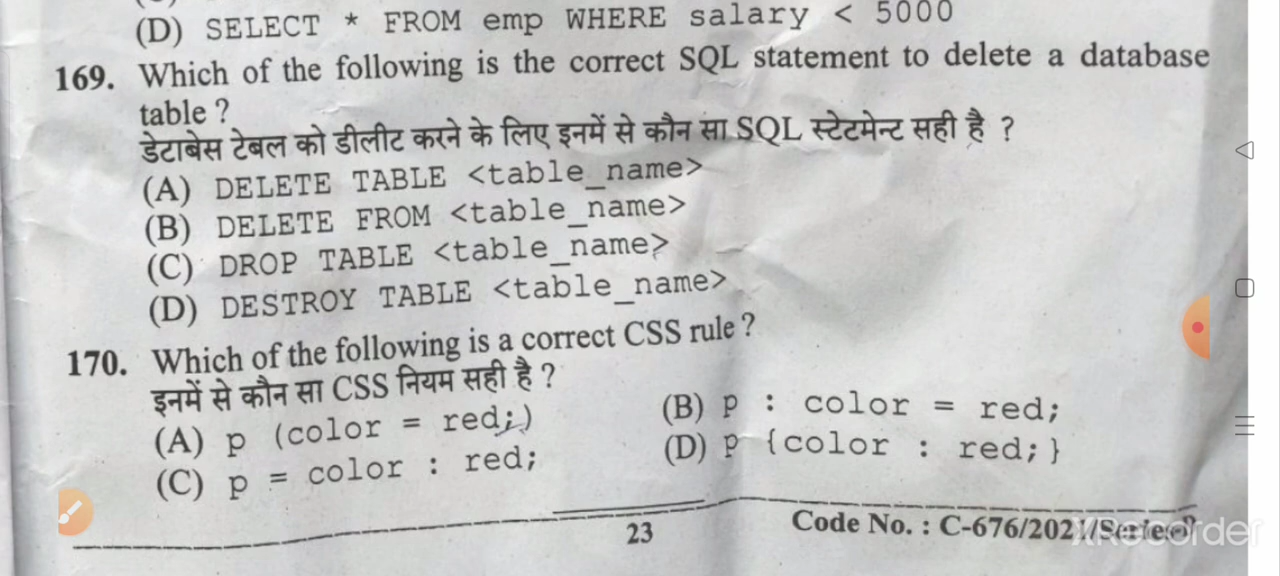 (D) SELECT * FROM emp WHERE salary < 5000
169. Which of the following is the correct SQL statement to delete a database
table ?
डेटाबेस टेबल को डीलीट करने के लिए इनमें से कौन सा SQL स्टेटमेन्ट सही है ?
(A) DELETE TABLE <table_name>
(B) DELETE FROM <table_name>
(C) DROP TABLE <table_name>
(D) DESTROY TABLE <table_name>
170. Which of the following is a correct CSS rule ?
इनमें से कौन सा CSS नियम सही है ?
(A) p (color = red;)
(B) p : color = red;
(C) p = color : red;
(D) p {color : red;}
23
Code No. : C-676/2021/Series-
XRecorder